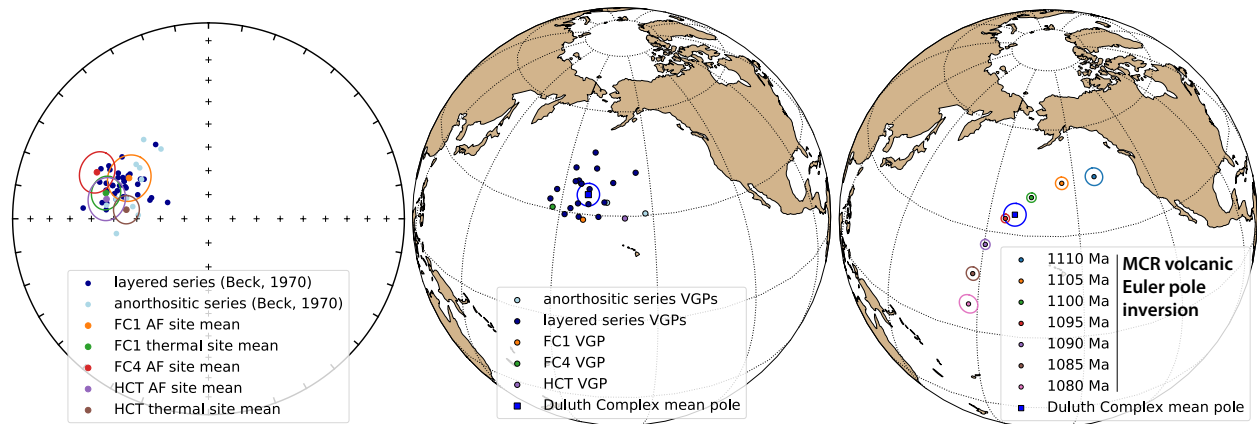 layered series (Beck, 1970)
anorthositic series (Beck, 1970)
FC1 AF site mean
FC1 thermal site mean
FC4 AF site mean
HCT AF site mean
HCT thermal site mean
anorthositic series VGPs
layered series VGPs
FC1 VGP
FC4 VGP
HCT VGP
Duluth Complex mean pole
1110 Ma
1105 Ma
1100 Ma
1095 Ma
1090 Ma
1085 Ma
1080 Ma
Duluth Complex mean pole
MCR volcanic
Euler pole
inversion